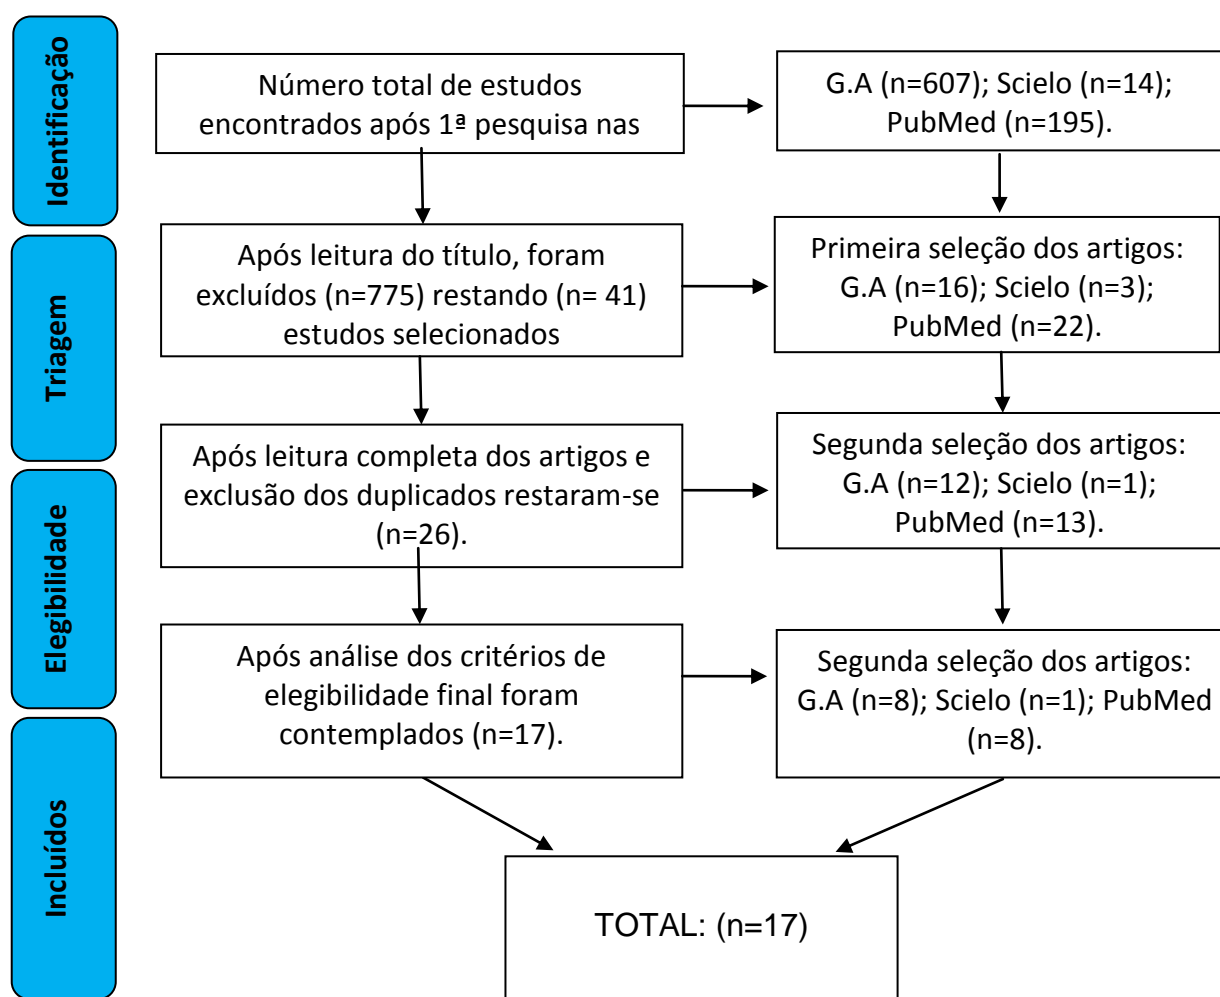 Identificação
Número total de estudos
encontrados após 1ª pesquisa nas
G.A (n=607); Scielo (n=14);
PubMed (n=195).
Triagem
Após leitura do título, foram
excluídos (n=775) restando (n= 41)
estudos selecionados
Primeira seleção dos artigos:
G.A (n=16); Scielo (n=3);
PubMed (n=22).
Elegibilidade
Após leitura completa dos artigos e
exclusão dos duplicados restaram-se
(n=26).
Segunda seleção dos artigos:
G.A (n=12); Scielo (n=1);
PubMed (n=13).
Após análise dos critérios de
elegibilidade final foram
contemplados (n=17).
Segunda seleção dos artigos:
G.A (n=8); Scielo (n=1); PubMed
(n=8).
Incluídos
TOTAL: (n=17)